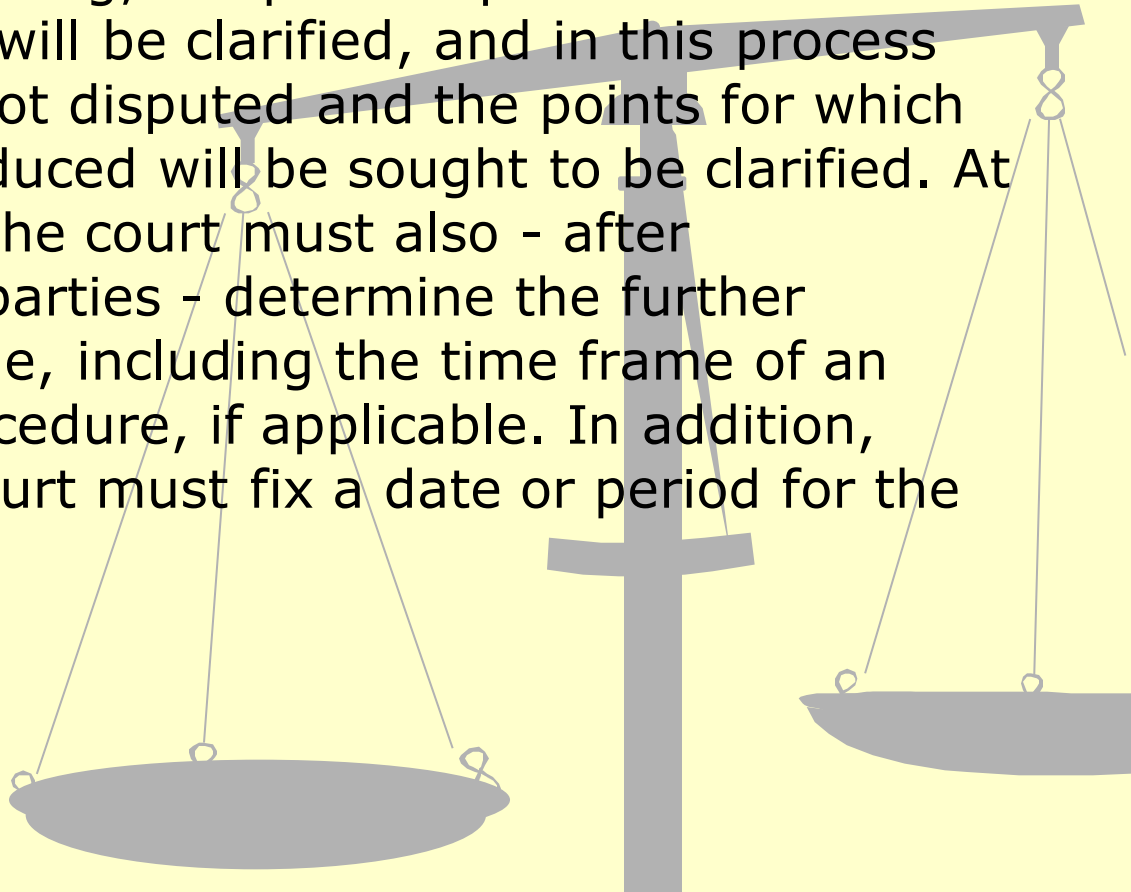 will be clarified, and in this process
ot disputed and the points for which
duced will be sought to be clarified. At
he court must also - after
parties - determine the further
e, including the time frame of an
cedure, if applicable. In addition,
urt must fix a date or period for the